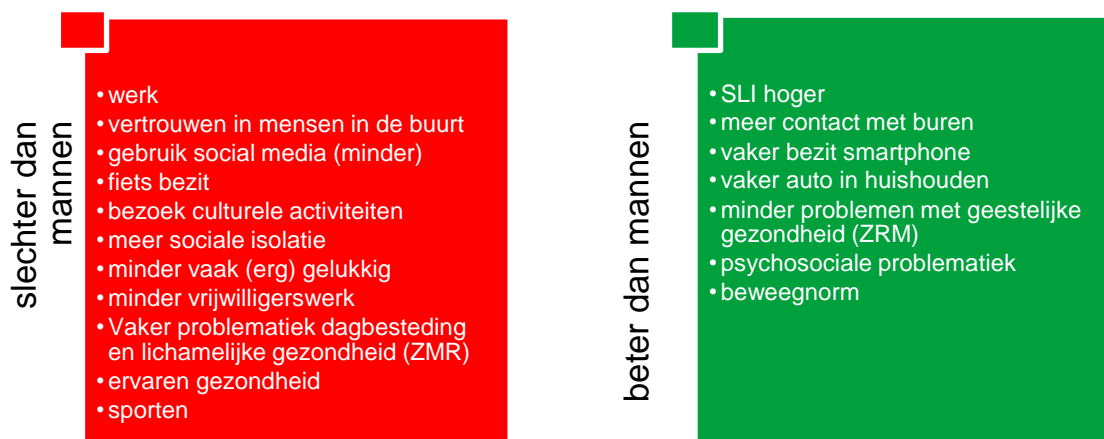 slechter dan
mannen
•werk
•vertrouwen in mensen in de buurt
•gebruik social media (minder)
•fiets bezit
•bezoek culturele activiteiten
•meer sociale isolatie
•minder vaak (erg) gelukkig
•minder vrijwilligerswerk
•Vaker problematiek dagbesteding
en lichamelijke gezondheid (ZMR)
•ervaren gezondheid
•sporten
beter dan mannen
•SLI hoger
•meer contact met buren
•vaker bezit smartphone
•vaker auto in huishouden
•minder problemen met geestelijke
gezondheid (ZRM)
•psychosociale problematiek
•beweegnorm